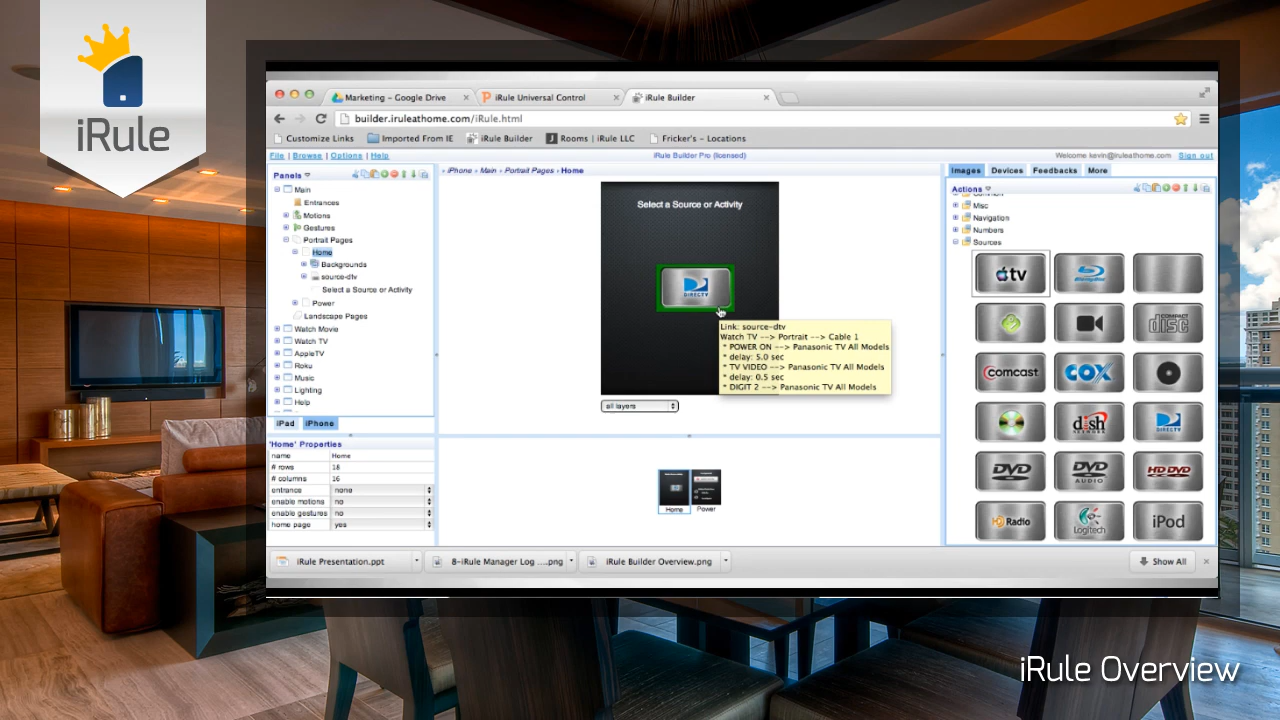 iRule
Marketing – Google Drive
iRule Universal Control
iRule Builder
builder.iruleathome.com/iRule.html
Customize Links
Imported From IE
iRule Builder
Rooms | iRule LLC
Fricker's – Locations
File | Browse | Options | Help
iRule Builder Pro (licensed)
Welcome kevin@iruleathome.com
Sign out
Panels
Main
Entrances
Motions
Gestures
Portrait Pages
Home
Backgrounds
source-dtv
Select a Source or Activity
Power
Landscape Pages
Watch Movie
Watch TV
AppleTV
Roku
Music
Lighting
Help
iPad
iPhone
'Home' Properties
name Home
# rows 18
# columns 16
entrance none
enable motions no
enable gestures no
home page yes
› iPhone › Main › Portrait Pages › Home
Select a Source or Activity
DIRECTV
Link: source-dtv
Watch TV --> Portrait --> Cable 1
* POWER ON --> Panasonic TV All Models
* delay: 5.0 sec
* TV VIDEO --> Panasonic TV All Models
* delay: 0.5 sec
* DIGIT 2 --> Panasonic TV All Models
all layers
Home
Power
Images
Devices
Feedbacks
More
Actions
Common
Misc
Navigation
Numbers
Sources
tv
COMPACT
disc
COMCAST
COX
dish
NETWORK
DIRECTV
DVD
DVD
AUDIO
HD DVD
HD Radio
Logitech
iPod
iRule Presentation.ppt
8-iRule Manager Log ....png
iRule Builder Overview.png
Show All
iRule Overview